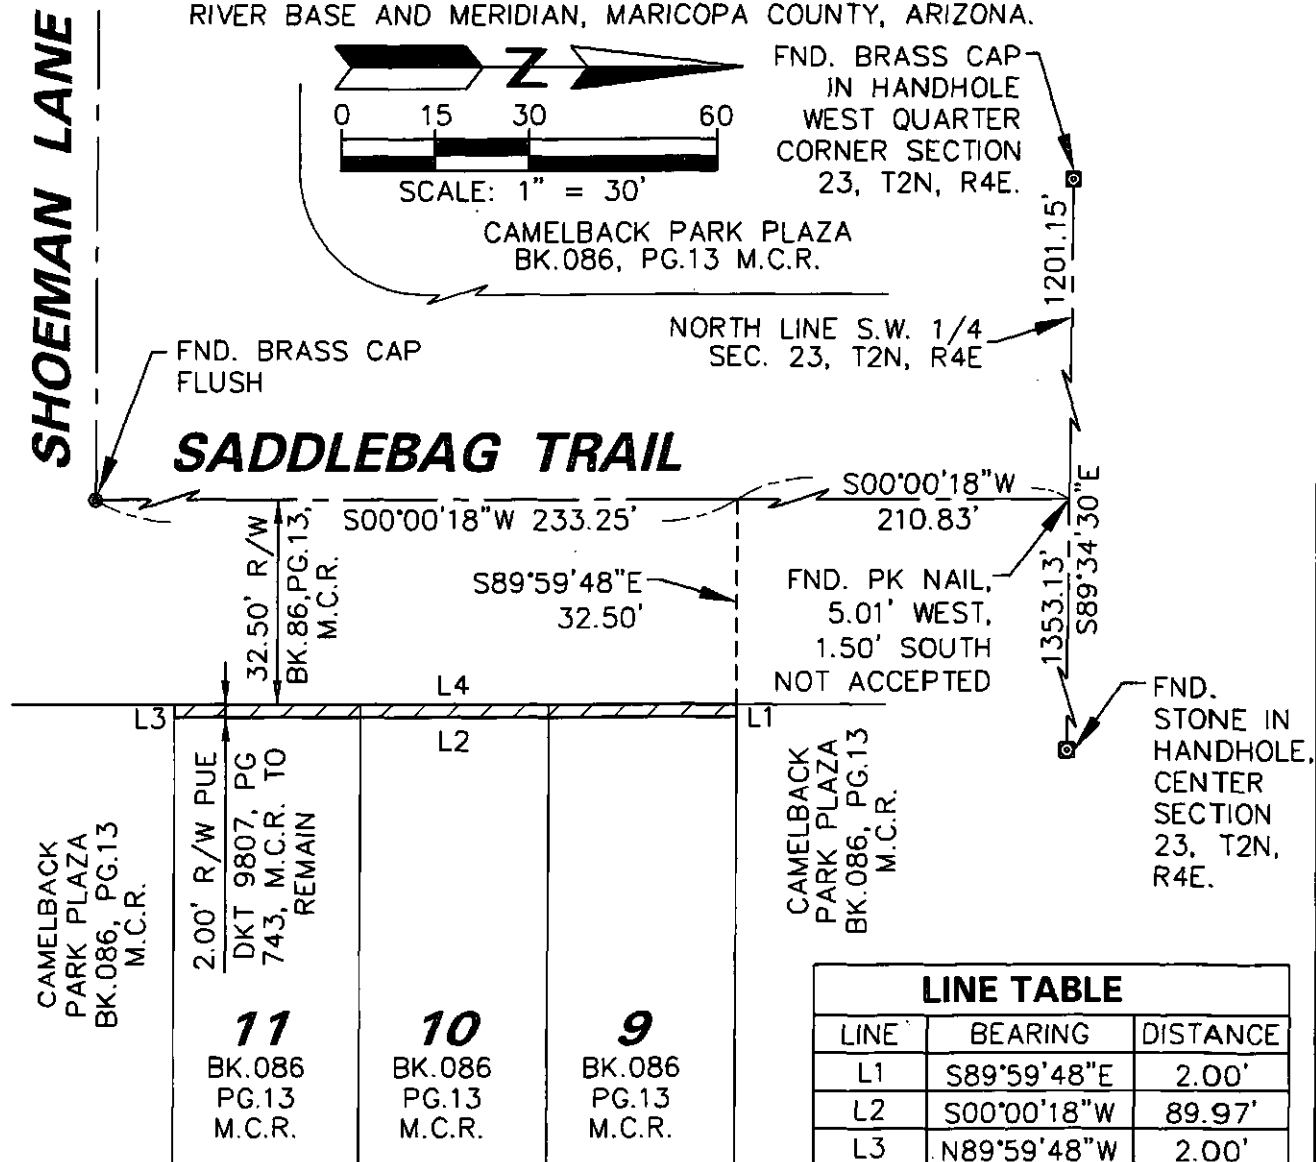 RIVER BASE AND MERIDIAN, MARICOPA COUNTY, ARIZONA.
SHOEMAN LANE
Z
0 15 30 60
SCALE: 1" = 30'
FND. BRASS CAP
IN HANDHOLE
WEST QUARTER
CORNER SECTION
23, T2N, R4E.
CAMELBACK PARK PLAZA
BK.086, PG.13 M.C.R.
1201.15'
NORTH LINE S.W. 1/4
SEC. 23, T2N, R4E
FND. BRASS CAP
FLUSH
SADDLEBAG TRAIL
S00°00'18"W 233.25'
S00°00'18"W
210.83'
32.50' R/W
BK.86,PG.13,
M.C.R.
S89°59'48"E
32.50'
FND. PK NAIL,
5.01' WEST,
1.50' SOUTH
NOT ACCEPTED
1353.13'
S89°34'30"E
FND.
STONE IN
HANDHOLE,
CENTER
SECTION
23, T2N,
R4E.
L4
L3
L1
L2
2.00' R/W PUE
DKT 9807, PG
743, M.C.R. TO
REMAIN
CAMELBACK
PARK PLAZA
BK.086, PG.13
M.C.R.
CAMELBACK
PARK PLAZA
BK.086, PG.13
M.C.R.
11
BK.086
PG.13
M.C.R.
10
BK.086
PG.13
M.C.R.
9
BK.086
PG.13
M.C.R.
LINE TABLE
LINE BEARING DISTANCE
L1 S89°59'48"E 2.00'
L2 S00°00'18"W 89.97'
L3 N89°59'48"W 2.00'